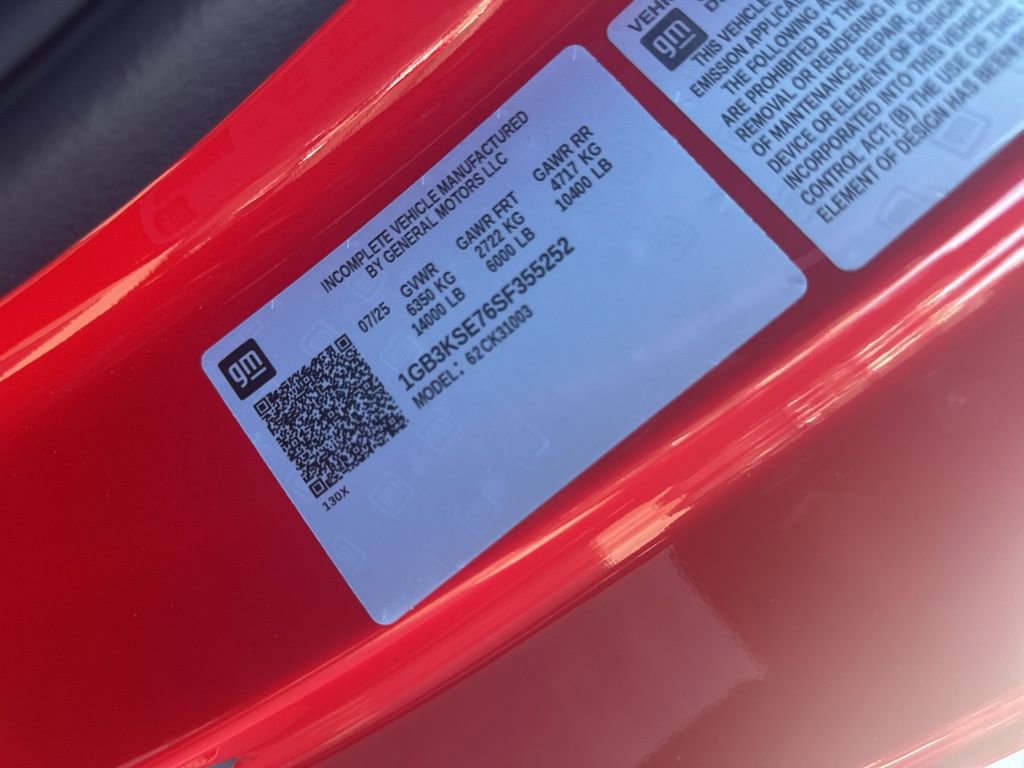 INCOMPLETE VEHICLE MANUFACTURED
BY GENERAL MOTORS LLC
gm
07/25
GVWR GAWR FRT GAWR RR
6350 KG 2722 KG 4717 KG
14000 LB 6000 LB 10400 LB
1GB3KSE76SF355252
MODEL: 62CK31003
130X
gm
VEH
THIS VEHICLE
EMISSION APPLICA
THE FOLLOWING A
ARE PROHIBITED BY THE
REMOVAL OR RENDERING I
OF MAINTENANCE, REPAIR, OR
DEVICE OR ELEMENT OF DESIGN
INCORPORATED INTO THIS VEHICLE
CONTROL ACT; (B) THE USE OF THE
ELEMENT OF DESIGN HAS BEEN